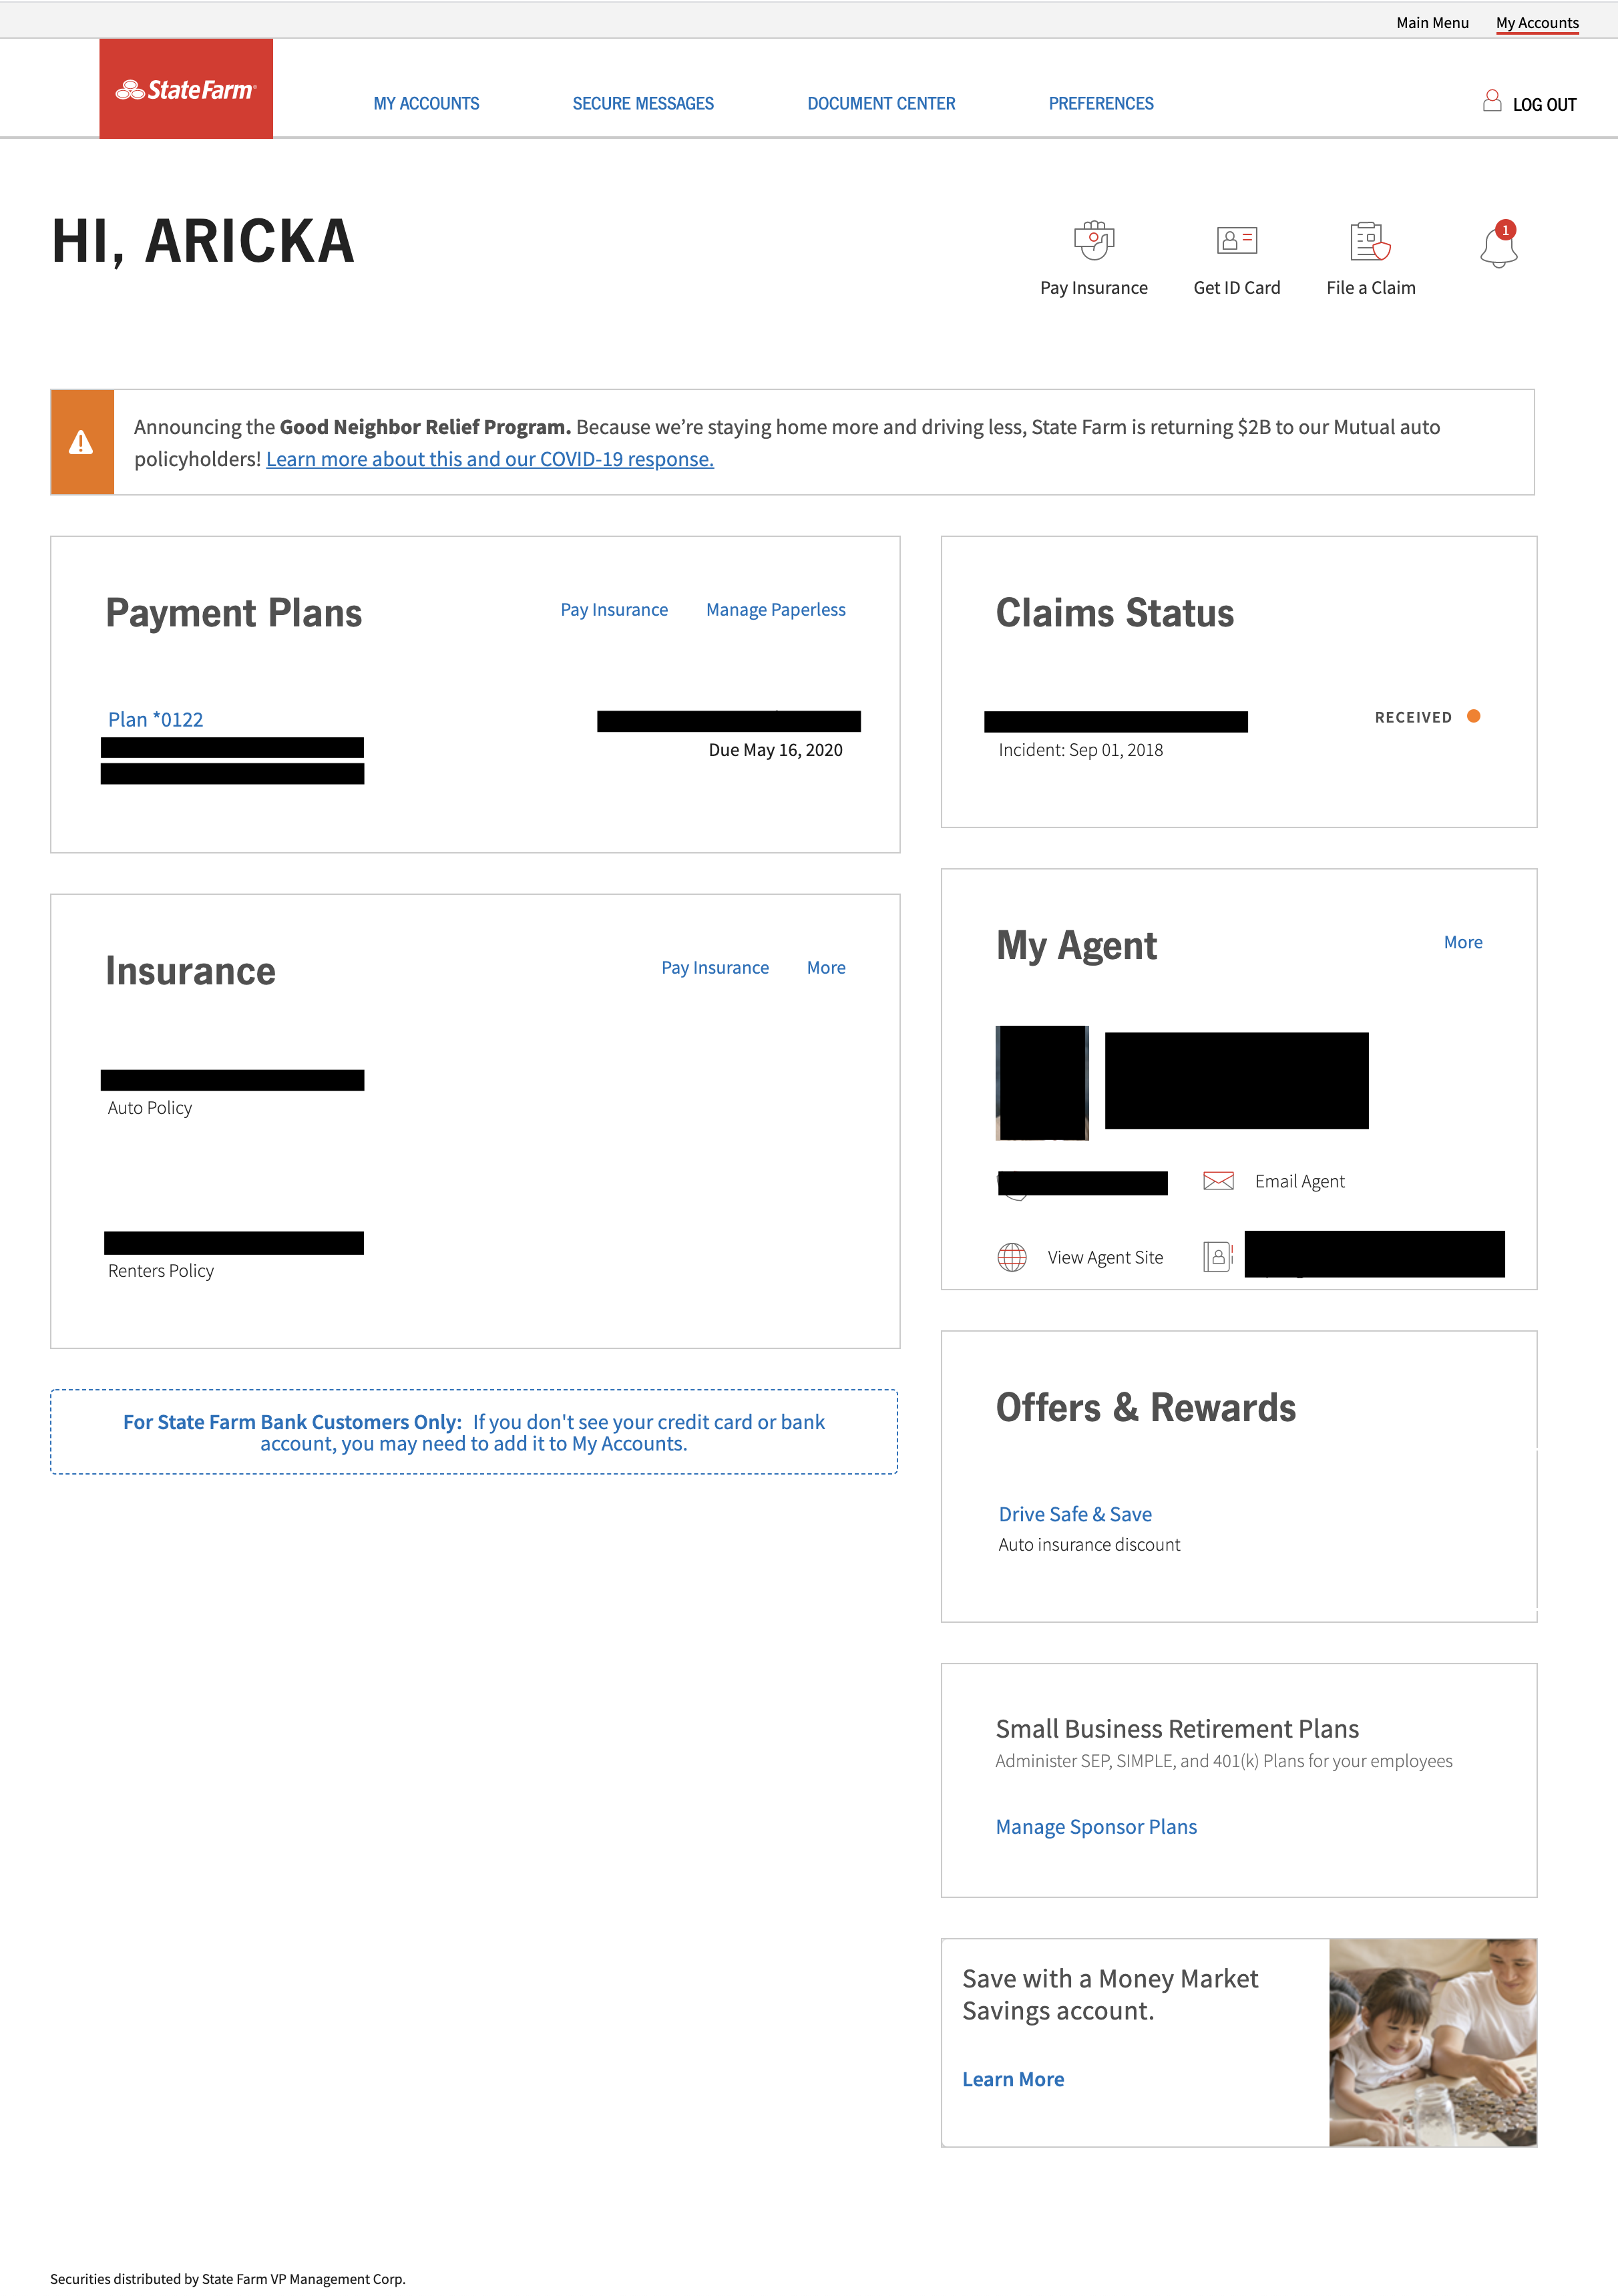 Main Menu
My Accounts
StateFarm
MY ACCOUNTS
SECURE MESSAGES
DOCUMENT CENTER
PREFERENCES
LOG OUT
HI, ARICKA
Pay Insurance
Get ID Card
File a Claim
1
Announcing the Good Neighbor Relief Program. Because we’re staying home more and driving less, State Farm is returning $2B to our Mutual auto
policyholders! Learn more about this and our COVID-19 response.
Payment Plans
Pay Insurance
Manage Paperless
Plan *0122
Due May 16, 2020
Insurance
Pay Insurance
More
Auto Policy
Renters Policy
For State Farm Bank Customers Only: If you don't see your credit card or bank
account, you may need to add it to My Accounts.
Claims Status
RECEIVED
Incident: Sep 01, 2018
My Agent
More
Email Agent
View Agent Site
Offers & Rewards
Drive Safe & Save
Auto insurance discount
Small Business Retirement Plans
Administer SEP, SIMPLE, and 401(k) Plans for your employees
Manage Sponsor Plans
Save with a Money Market
Savings account.
Learn More
Securities distributed by State Farm VP Management Corp.